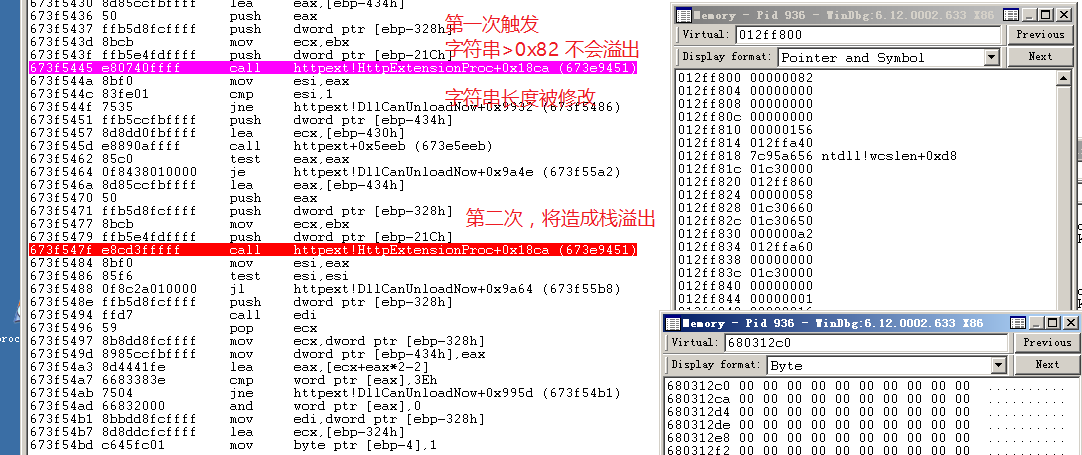 673f5430 8d85ccfbffff lea eax,[ebp-434h]
673f5436 50 push eax
673f5437 ffb5d8fcffff push dword ptr [ebp-328h]
673f543d 8bcb mov ecx,ebx
673f543f ffb5e4fdffff push dword ptr [ebp-21Ch]
673f5445 e80740ffff call httpext!HttpExtensionProc+0x18ca (673e9451)
673f544a 8bf0 mov esi,eax
673f544c 83fe01 cmp esi,1
673f544f 7535 jne httpext!DllCanUnloadNow+0x9932 (673f5486)
673f5451 ffb5ccfbffff push dword ptr [ebp-434h]
673f5457 8d8dd0fbffff lea ecx,[ebp-430h]
673f545d e8890affff call httpext+0x5eeb (673e5eeb)
673f5462 85c0 test eax,eax
673f5464 0f8438010000 je httpext!DllCanUnloadNow+0x9a4e (673f55a2)
673f546a 8d85ccfbffff lea eax,[ebp-434h]
673f5470 50 push eax
673f5471 ffb5d8fcffff push dword ptr [ebp-328h]
673f5477 8bcb mov ecx,ebx
673f5479 ffb5e4fdffff push dword ptr [ebp-21Ch]
673f547f e8cd3fffff call httpext!HttpExtensionProc+0x18ca (673e9451)
673f5484 8bf0 mov esi,eax
673f5486 85f6 test esi,esi
673f5488 0f8c2a010000 jl httpext!DllCanUnloadNow+0x9a64 (673f55b8)
673f548e ffb5d8fcffff push dword ptr [ebp-328h]
673f5494 ffd7 call edi
673f5496 59 pop ecx
673f5497 8b8dd8fcffff mov ecx,dword ptr [ebp-328h]
673f549d 8985ccfbffff mov dword ptr [ebp-434h],eax
673f54a3 8d4441fe lea eax,[ecx+eax*2-2]
673f54a7 6683383e cmp word ptr [eax],3Eh
673f54ab 7504 jne httpext!DllCanUnloadNow+0x995d (673f54b1)
673f54ad 66832000 and word ptr [eax],0
673f54b1 8bbdd8fcffff mov edi,dword ptr [ebp-328h]
673f54b7 8d8ddcfcffff lea ecx,[ebp-324h]
673f54bd c645fc01 mov byte ptr [ebp-4],1
第一次触发
字符串>0x82 不会溢出
字符串长度被修改
第二次，将造成栈溢出
Memory - Pid 936 - WinDbg:6.12.0002.633 X86
Virtual: 012ff800 Previous
Display format: Pointer and Symbol Next
012ff800 00000082
012ff804 00000000
012ff808 00000000
012ff80c 00000000
012ff810 00000156
012ff814 012ffa40
012ff818 7c95a656 ntdll!wcslen+0xd8
012ff81c 01c30000
012ff820 012ff860
012ff824 00000058
012ff828 01c30660
012ff82c 01c30650
012ff830 000000a2
012ff834 012ffa60
012ff838 00000000
012ff83c 01c30000
012ff840 00000000
012ff844 00000001
012ff848 00000016
Memory - Pid 936 - WinDbg:6.12.0002.633 X86
Virtual: 680312c0 Previous
Display format: Byte Next
680312c0 00 00 00 00 00 00 00 00 00 00 ..........
680312ca 00 00 00 00 00 00 00 00 00 00 ..........
680312d4 00 00 00 00 00 00 00 00 00 00 ..........
680312de 00 00 00 00 00 00 00 00 00 00 ..........
680312e8 00 00 00 00 00 00 00 00 00 00 ..........
680312f2 00 00 00 00 00 00 00 00 00 00 ..........